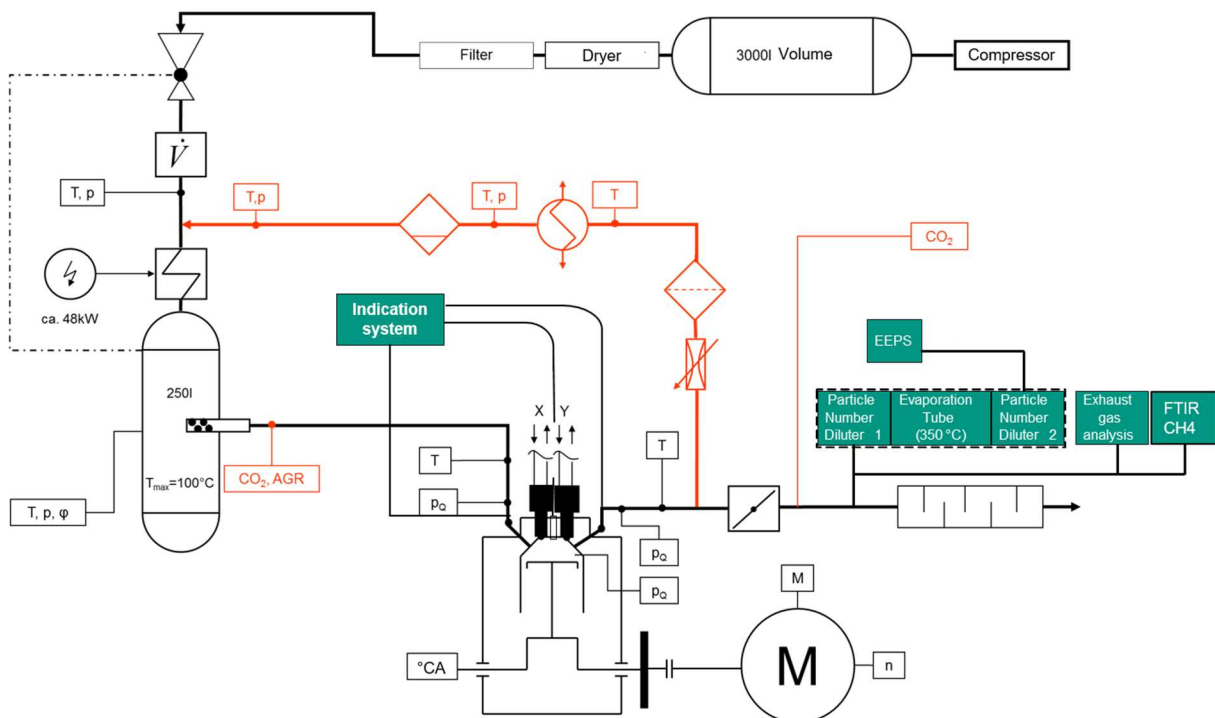 Filter
Dryer
3000l Volume
Compressor
V̇
T, p
T,p
T, p
T
CO₂
ca. 48kW
Indication
system
EEPS
250l
Particle
Number
Diluter 1
Evaporation
Tube
(350 °C)
Particle
Number
Diluter 2
Exhaust
gas
analysis
FTIR
CH4
X Y
T
T
CO₂, AGR
Tmax=100°C
pQ
T, p, φ
pQ
pQ
M
°CA
M
n